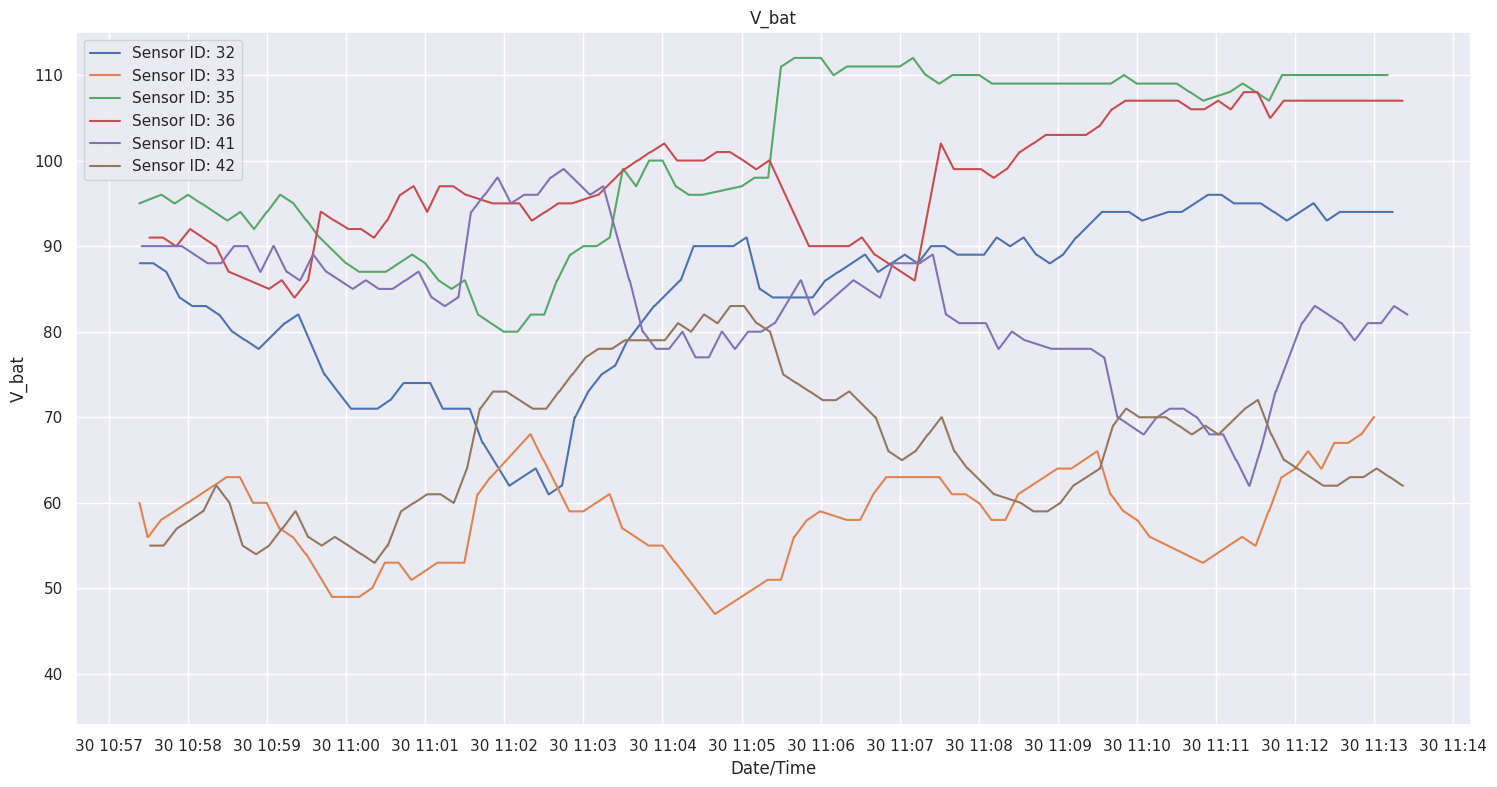 V_bat
Sensor ID: 32
Sensor ID: 33
Sensor ID: 35
Sensor ID: 36
Sensor ID: 41
Sensor ID: 42
110
100
90
80
70
60
50
40
V_bat
30 10:57 30 10:58 30 10:59 30 11:00 30 11:01 30 11:02 30 11:03 30 11:04 30 11:05 30 11:06 30 11:07 30 11:08 30 11:09 30 11:10 30 11:11 30 11:12 30 11:13 30 11:14
Date/Time